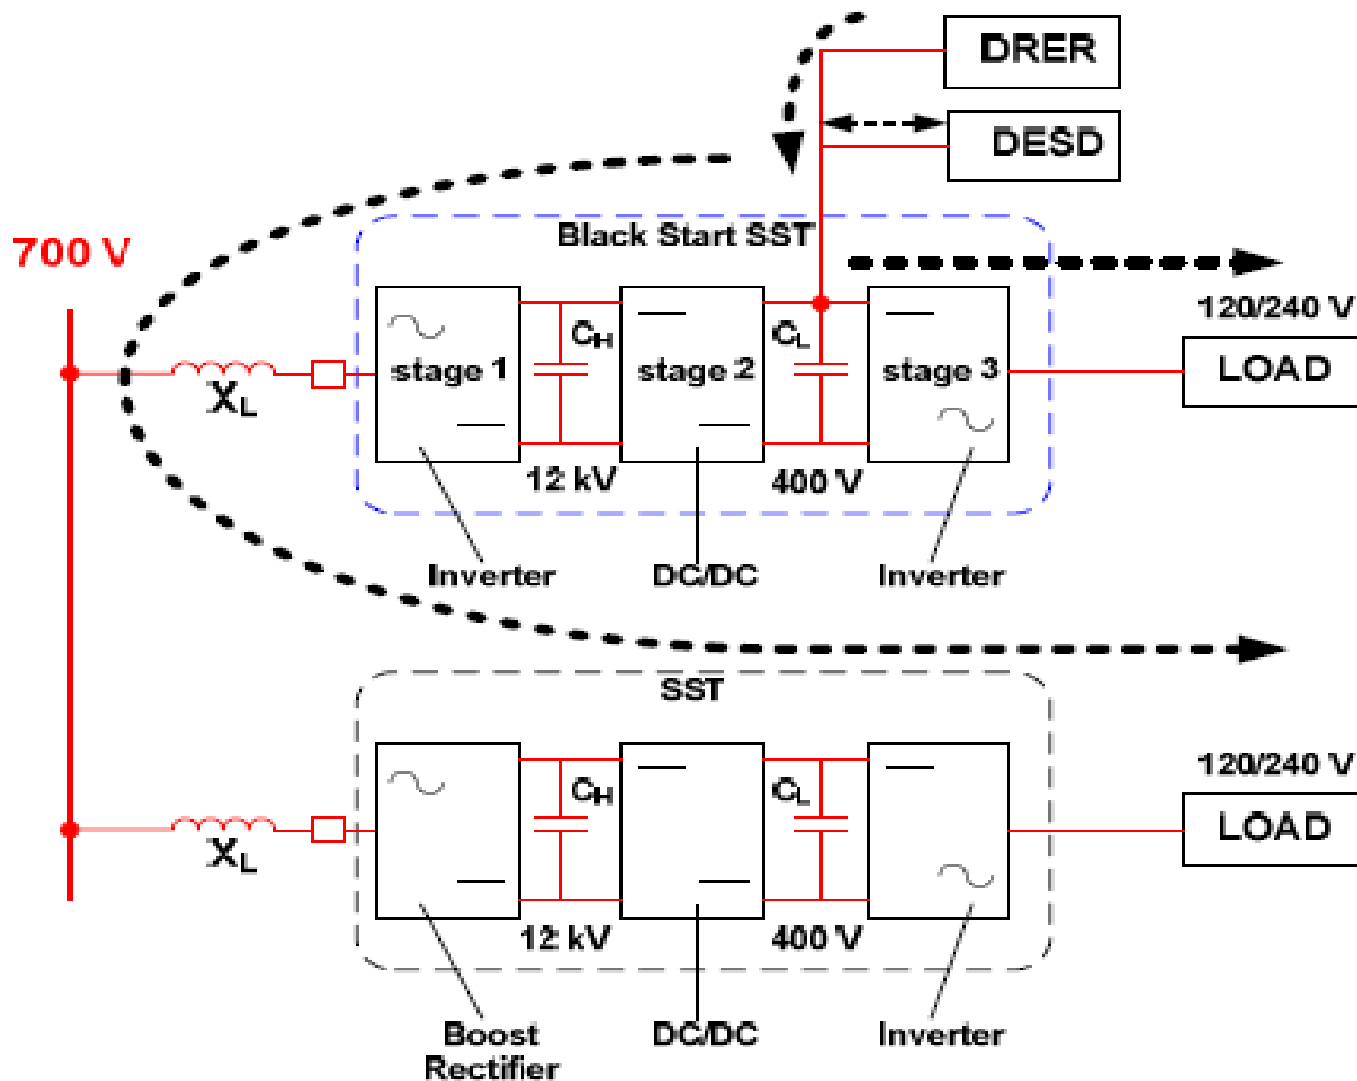 DRER
DESD
Black Start SST
700 V
120/240 V
CH
CL
stage 1
stage 2
stage 3
LOAD
XL
12 kV
400 V
Inverter
DC/DC
Inverter
SST
120/240 V
CH
CL
LOAD
XL
12 kV
400 V
Boost
Rectifier
DC/DC
Inverter